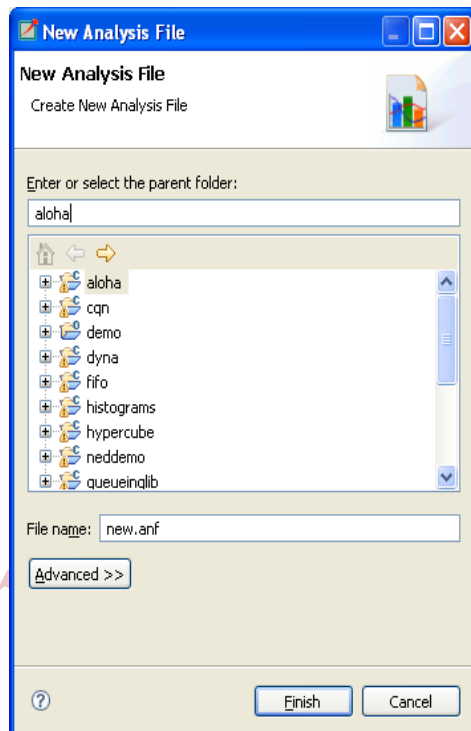 New Analysis File
New Analysis File
Create New Analysis File
Enter or select the parent folder:
aloha
aloha
cqn
demo
dyna
fifo
histograms
hypercube
neddemo
queueinglib
File name: new.anf
Advanced >>
Finish Cancel